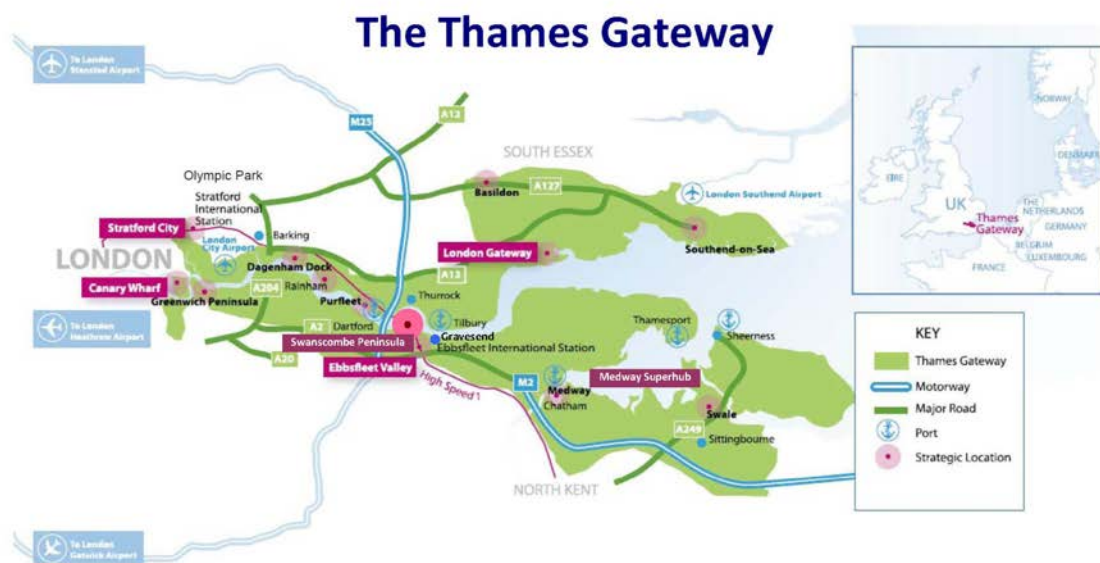 The Thames Gateway
To London
Stansted Airport
M25
A12
SOUTH ESSEX
Olympic Park
Stratford
International
Station
Basildon
A127
London Southend Airport
Stratford City
Barking
London
City Airport
LONDON
Southend-on-Sea
London Gateway
Dagenham Dock
Canary Wharf
Rainham
A13
A204
Greenwich Peninsula
Purfleet
Thurrock
To London
Heathrow Airport
A2
Dartford
Tilbury
Thamesport
Sheerness
Swanscombe Peninsula
Gravesend
Ebbsfleet International Station
A20
Ebbsfleet Valley
High Speed 1
M2
Medway
Medway Superhub
Chatham
Swale
A249
Sittingbourne
NORTH KENT
To London
Gatwick Airport
NORWAY
DENMARK
EIRE
UK
THE
NETHERLANDS
Thames
Gateway
GERMANY
BELGIUM
LUXEMBOURG
FRANCE
KEY
Thames Gateway
Motorway
Major Road
Port
Strategic Location